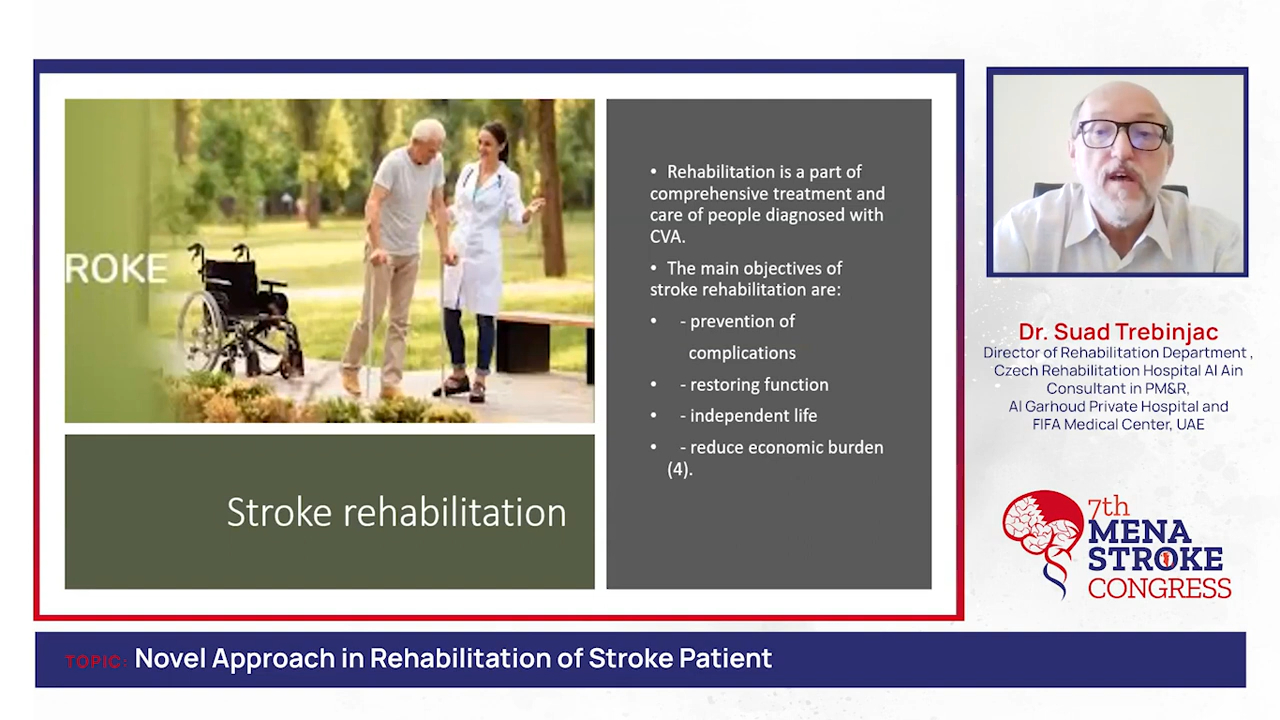 ROKE
Stroke rehabilitation
• Rehabilitation is a part of
comprehensive treatment and
care of people diagnosed with
CVA.
• The main objectives of
stroke rehabilitation are:
• - prevention of
complications
• - restoring function
• - independent life
• - reduce economic burden
(4).
Dr. Suad Trebinjac
Director of Rehabilitation Department ,
Czech Rehabilitation Hospital Al Ain
Consultant in PM&R,
Al Garhoud Private Hospital and
FIFA Medical Center, UAE
7th
MENA
STROKE
CONGRESS
TOPIC: Novel Approach in Rehabilitation of Stroke Patient